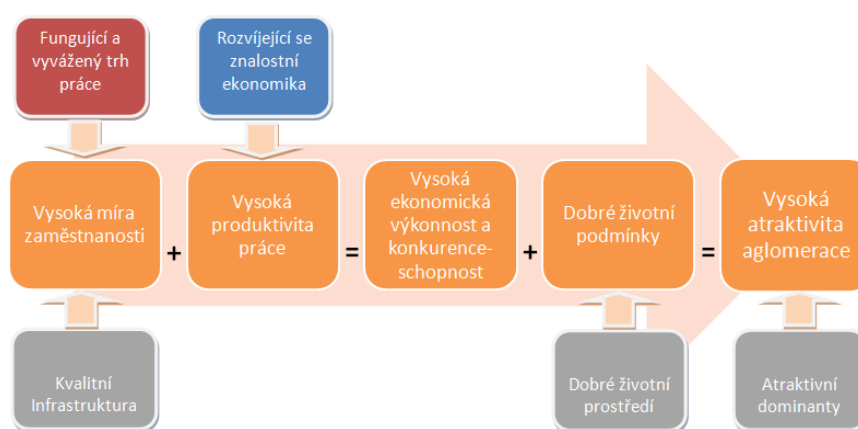 Fungující a
vyvážený trh
práce
Rozvíjející se
znalostní
ekonomika
Vysoká míra
zaměstnanosti
+
Vysoká
produktivita
práce
=
Vysoká
ekonomická
výkonnost a
konkurence-
schopnost
+
Dobré životní
podmínky
=
Vysoká
atraktivita
aglomerace
Kvalitní
Infrastruktura
Dobré životní
prostředí
Atraktivní
dominanty